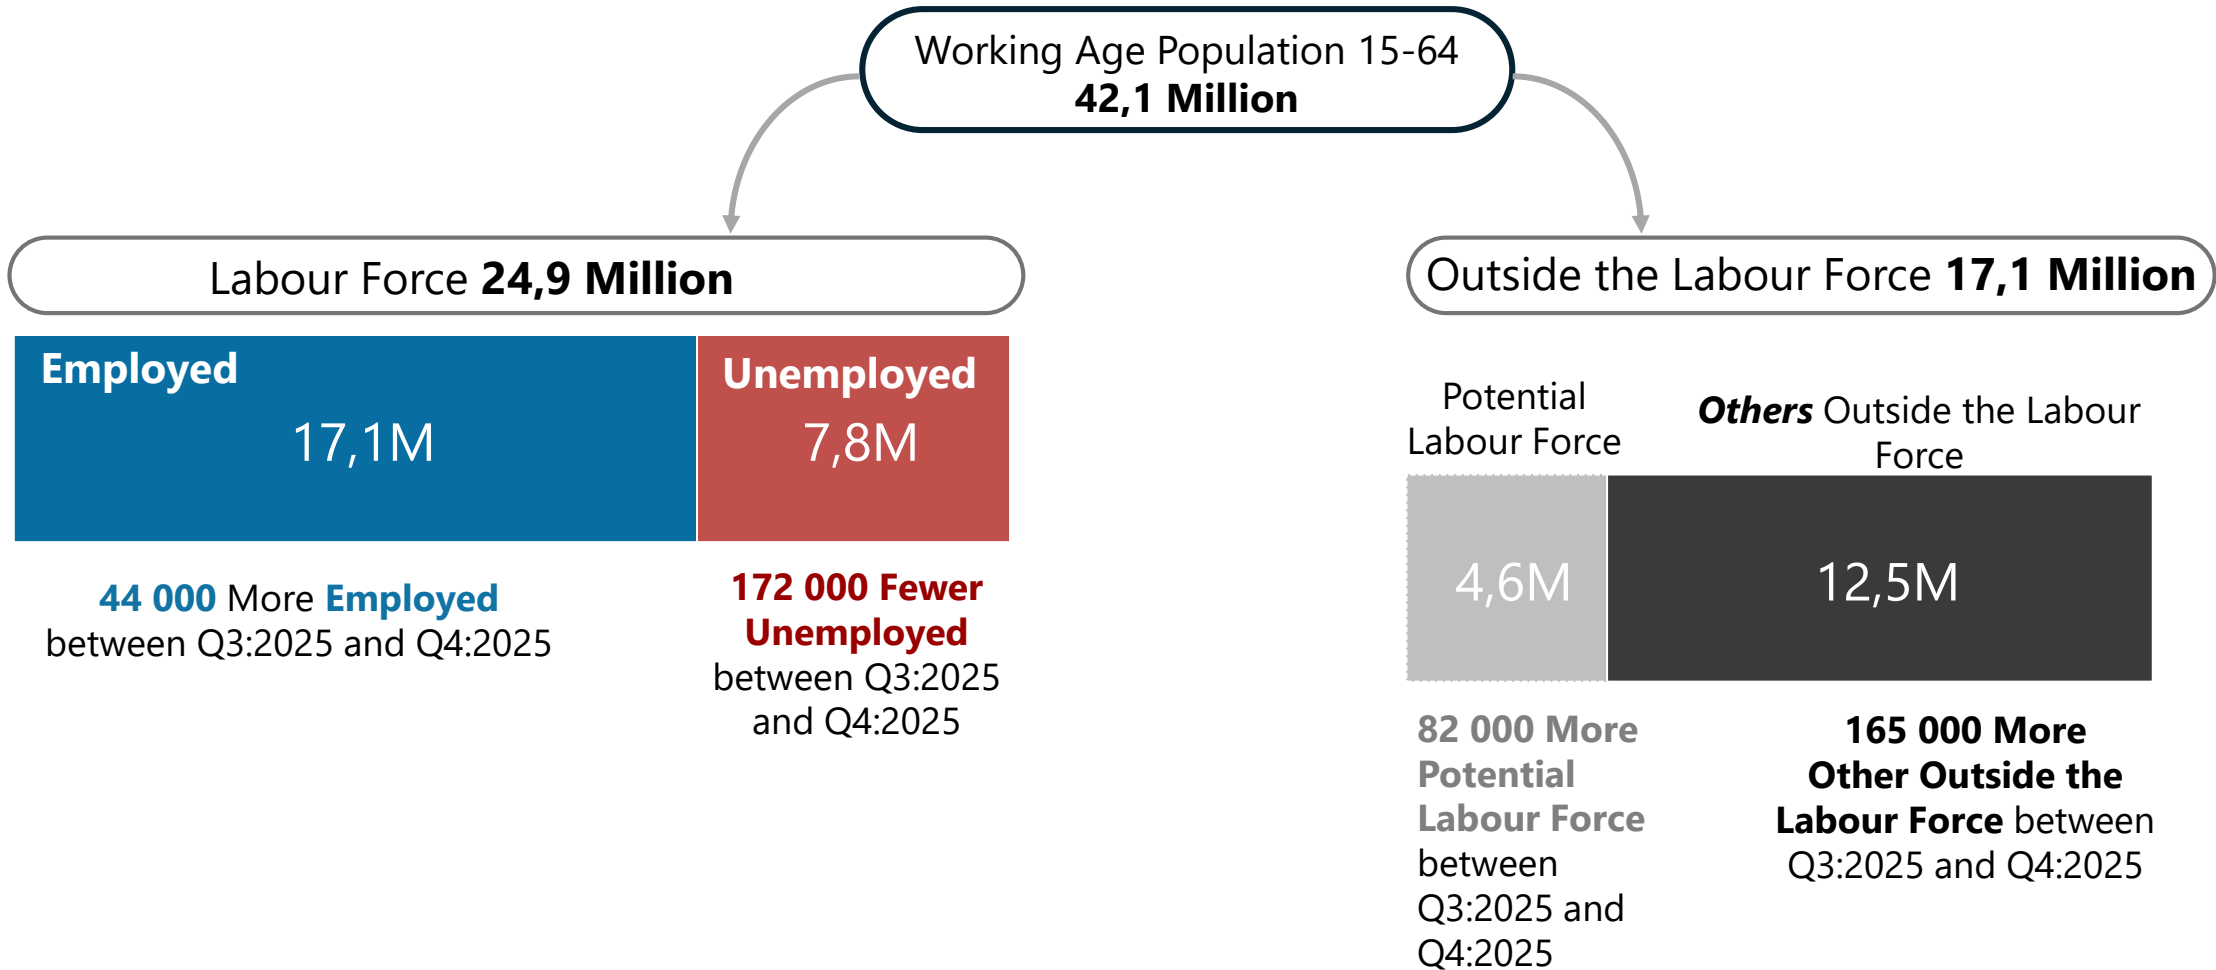 Working Age Population 15-64
42,1 Million
Labour Force 24,9 Million
Employed
17,1M
Unemployed
7,8M
44 000 More Employed
between Q3:2025 and Q4:2025
172 000 Fewer
Unemployed
between Q3:2025
and Q4:2025
Outside the Labour Force 17,1 Million
Potential
Labour Force
4,6M
Others Outside the Labour
Force
12,5M
82 000 More
Potential
Labour Force
between
Q3:2025 and
Q4:2025
165 000 More
Other Outside the
Labour Force between
Q3:2025 and Q4:2025